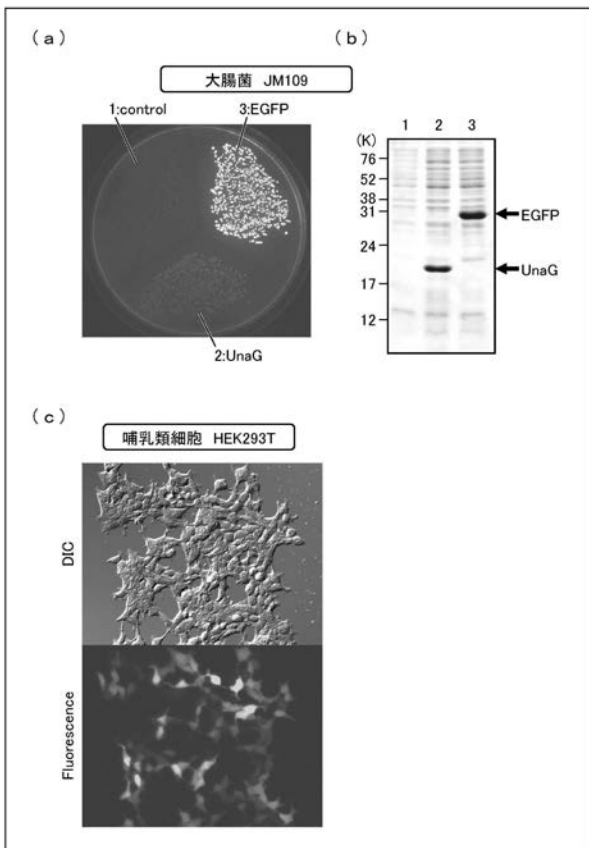 (a)
大腸菌 JM109
1:control
3:EGFP
2:UnaG
(b)
1 2 3
(K)
76
52
38
31
24
17
12
EGFP
UnaG
(c)
哺乳類細胞 HEK293T
DIC
Fluorescence